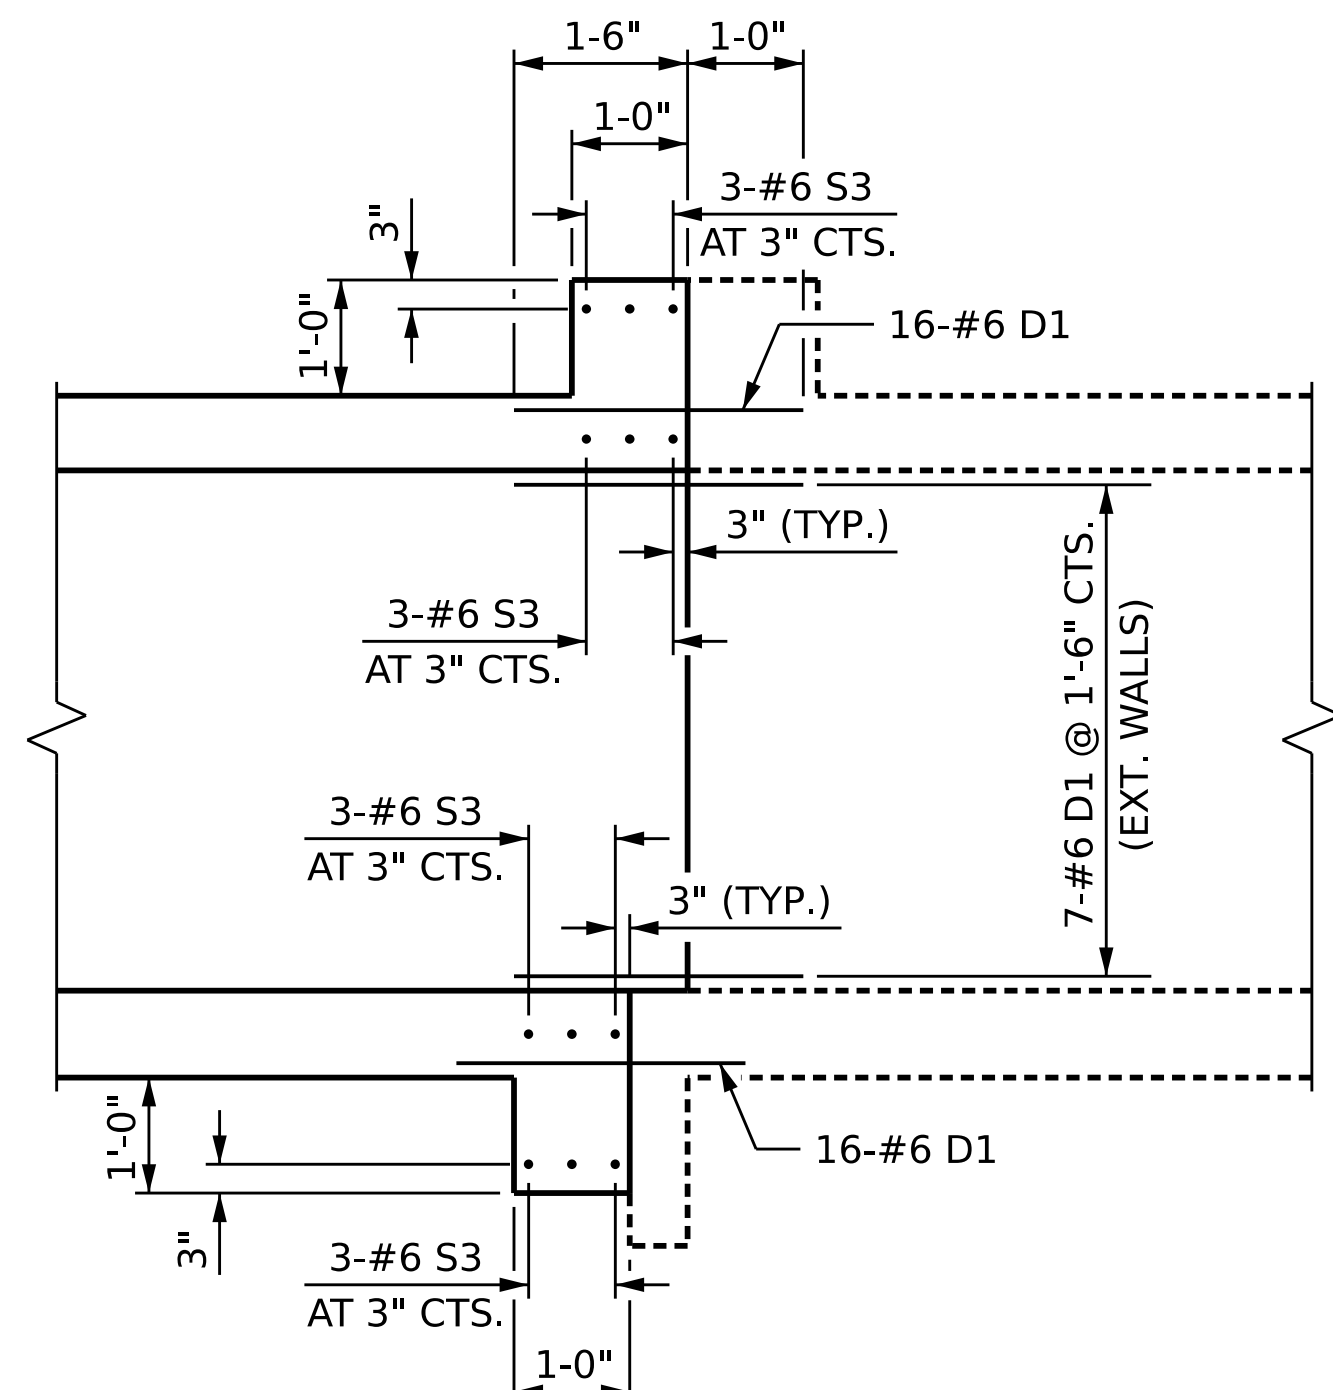 1-6" 1-0"
1-0"
3-#6 S3
AT 3" CTS.
3"
1'-0"
16-#6 D1
3" (TYP.)
7-#6 D1 @ 1'-6" CTS.
(EXT. WALLS)
3-#6 S3
AT 3" CTS.
3-#6 S3
AT 3" CTS.
3" (TYP.)
1'-0"
16-#6 D1
3"
3-#6 S3
AT 3" CTS.
1-0"